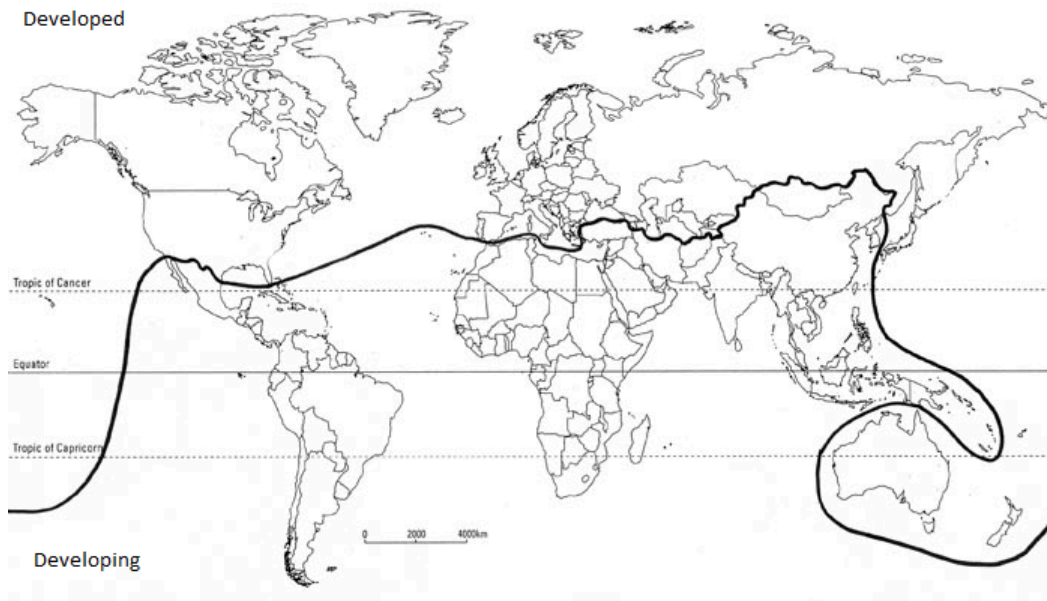 Developed
Tropic of Cancer
Equator
Tropic of Capricorn
0 2000 4000km
Developing